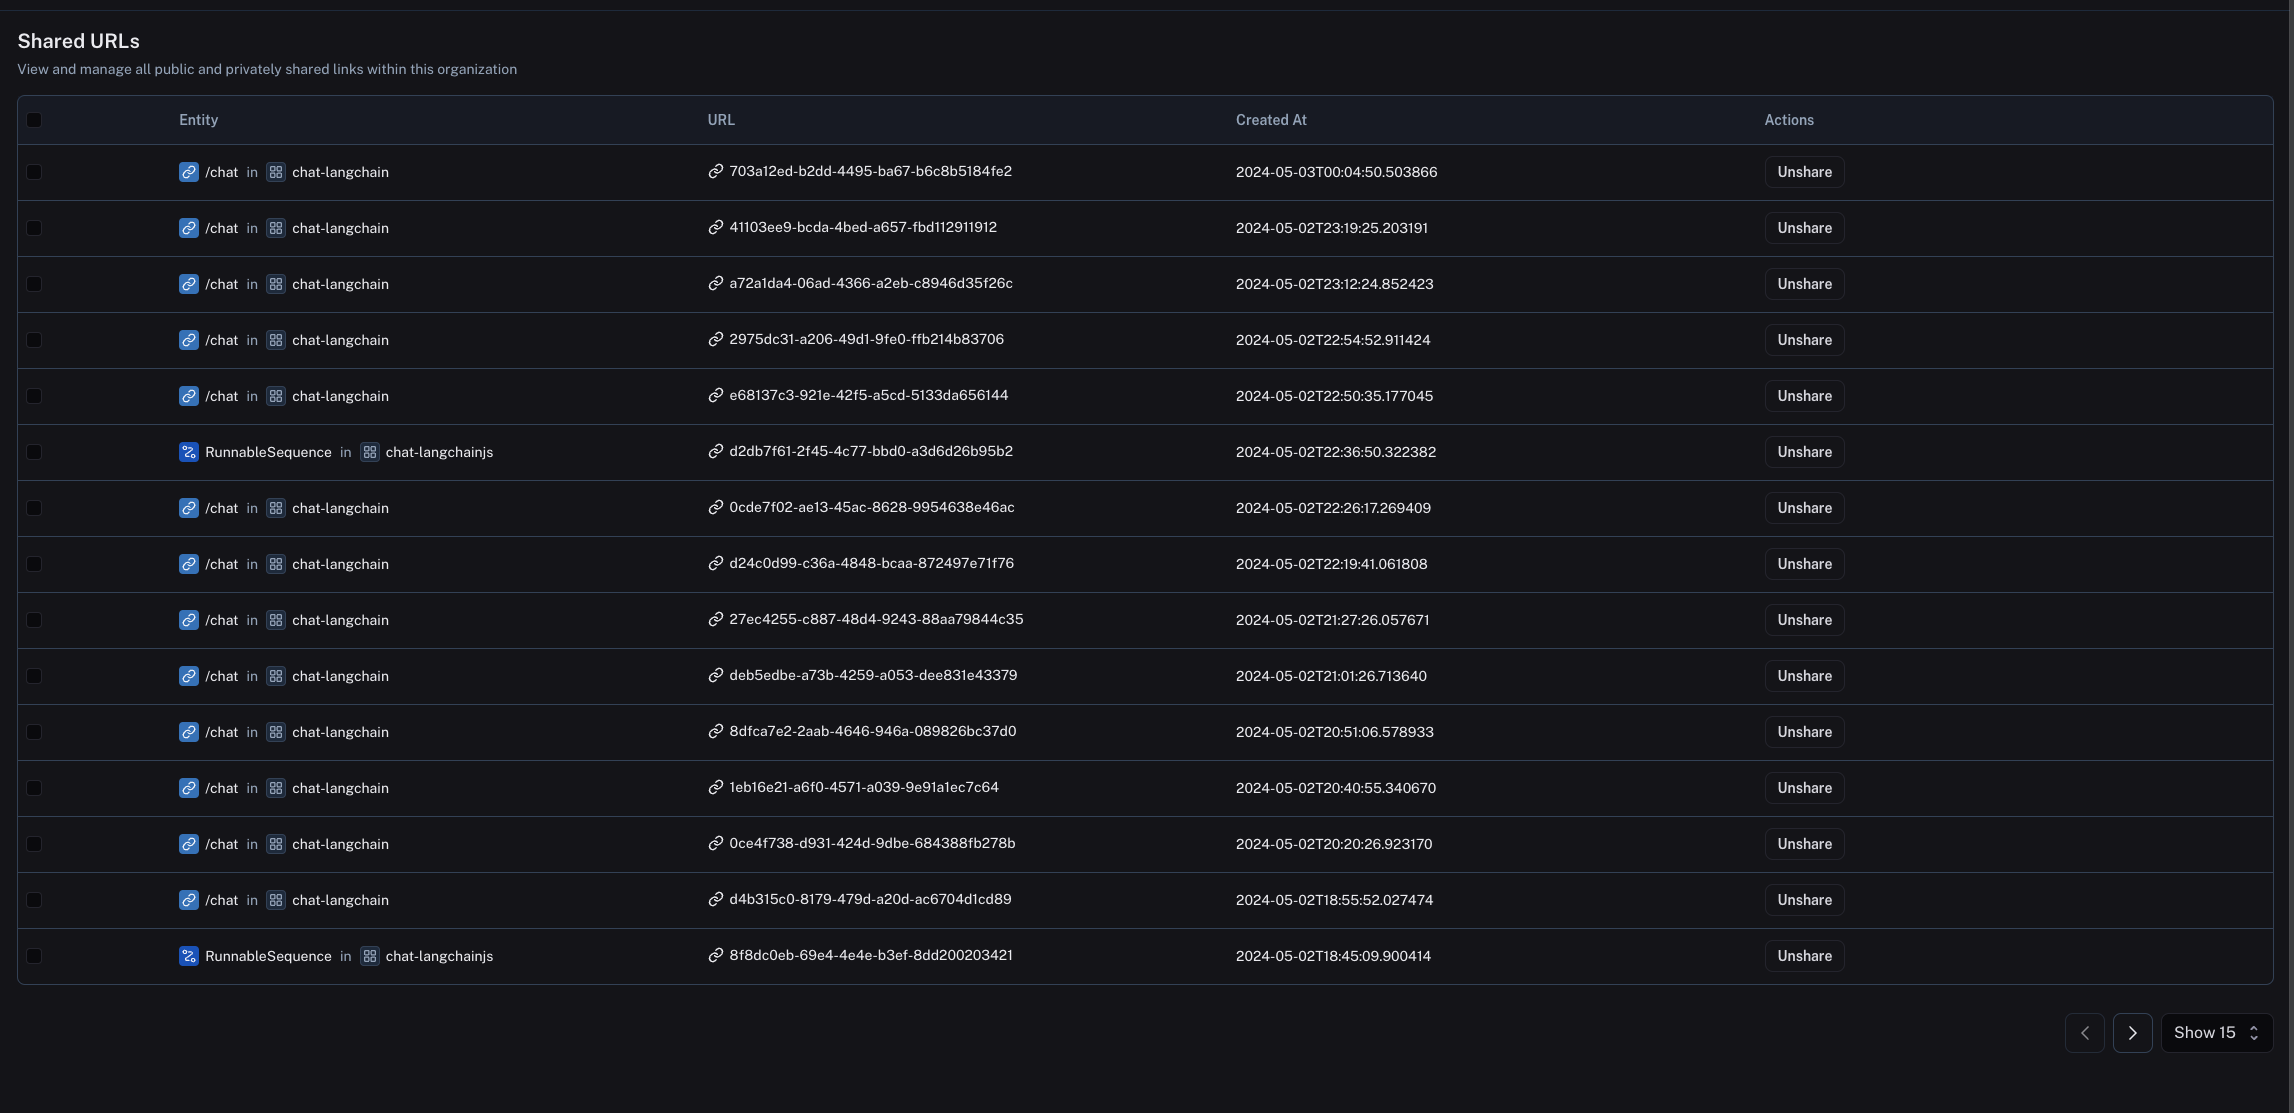 Shared URLs
View and manage all public and privately shared links within this organization
Entity URL Created At Actions
/chat in chat-langchain 703a12ed-b2dd-4495-ba67-b6c8b5184fe2 2024-05-03T00:04:50.503866 Unshare
/chat in chat-langchain 41103ee9-bcda-4bed-a657-fbd112911912 2024-05-02T23:19:25.203191 Unshare
/chat in chat-langchain a72a1da4-06ad-4366-a2eb-c8946d35f26c 2024-05-02T23:12:24.852423 Unshare
/chat in chat-langchain 2975dc31-a206-49d1-9fe0-ffb214b83706 2024-05-02T22:54:52.911424 Unshare
/chat in chat-langchain e68137c3-921e-42f5-a5cd-5133da656144 2024-05-02T22:50:35.177045 Unshare
RunnableSequence in chat-langchainjs d2db7f61-2f45-4c77-bbd0-a3d6d26b95b2 2024-05-02T22:36:50.322382 Unshare
/chat in chat-langchain 0cde7f02-ae13-45ac-8628-9954638e46ac 2024-05-02T22:26:17.269409 Unshare
/chat in chat-langchain d24c0d99-c36a-4848-bcaa-872497e71f76 2024-05-02T22:19:41.061808 Unshare
/chat in chat-langchain 27ec4255-c887-48d4-9243-88aa79844c35 2024-05-02T21:27:26.057671 Unshare
/chat in chat-langchain deb5edbe-a73b-4259-a053-dee831e43379 2024-05-02T21:01:26.713640 Unshare
/chat in chat-langchain 8dfca7e2-2aab-4646-946a-089826bc37d0 2024-05-02T20:51:06.578933 Unshare
/chat in chat-langchain 1eb16e21-a6f0-4571-a039-9e91a1ec7c64 2024-05-02T20:40:55.340670 Unshare
/chat in chat-langchain 0ce4f738-d931-424d-9dbe-684388fb278b 2024-05-02T20:20:26.923170 Unshare
/chat in chat-langchain d4b315c0-8179-479d-a20d-ac6704d1cd89 2024-05-02T18:55:52.027474 Unshare
RunnableSequence in chat-langchainjs 8f8dc0eb-69e4-4e4e-b3ef-8dd200203421 2024-05-02T18:45:09.900414 Unshare
Show 15